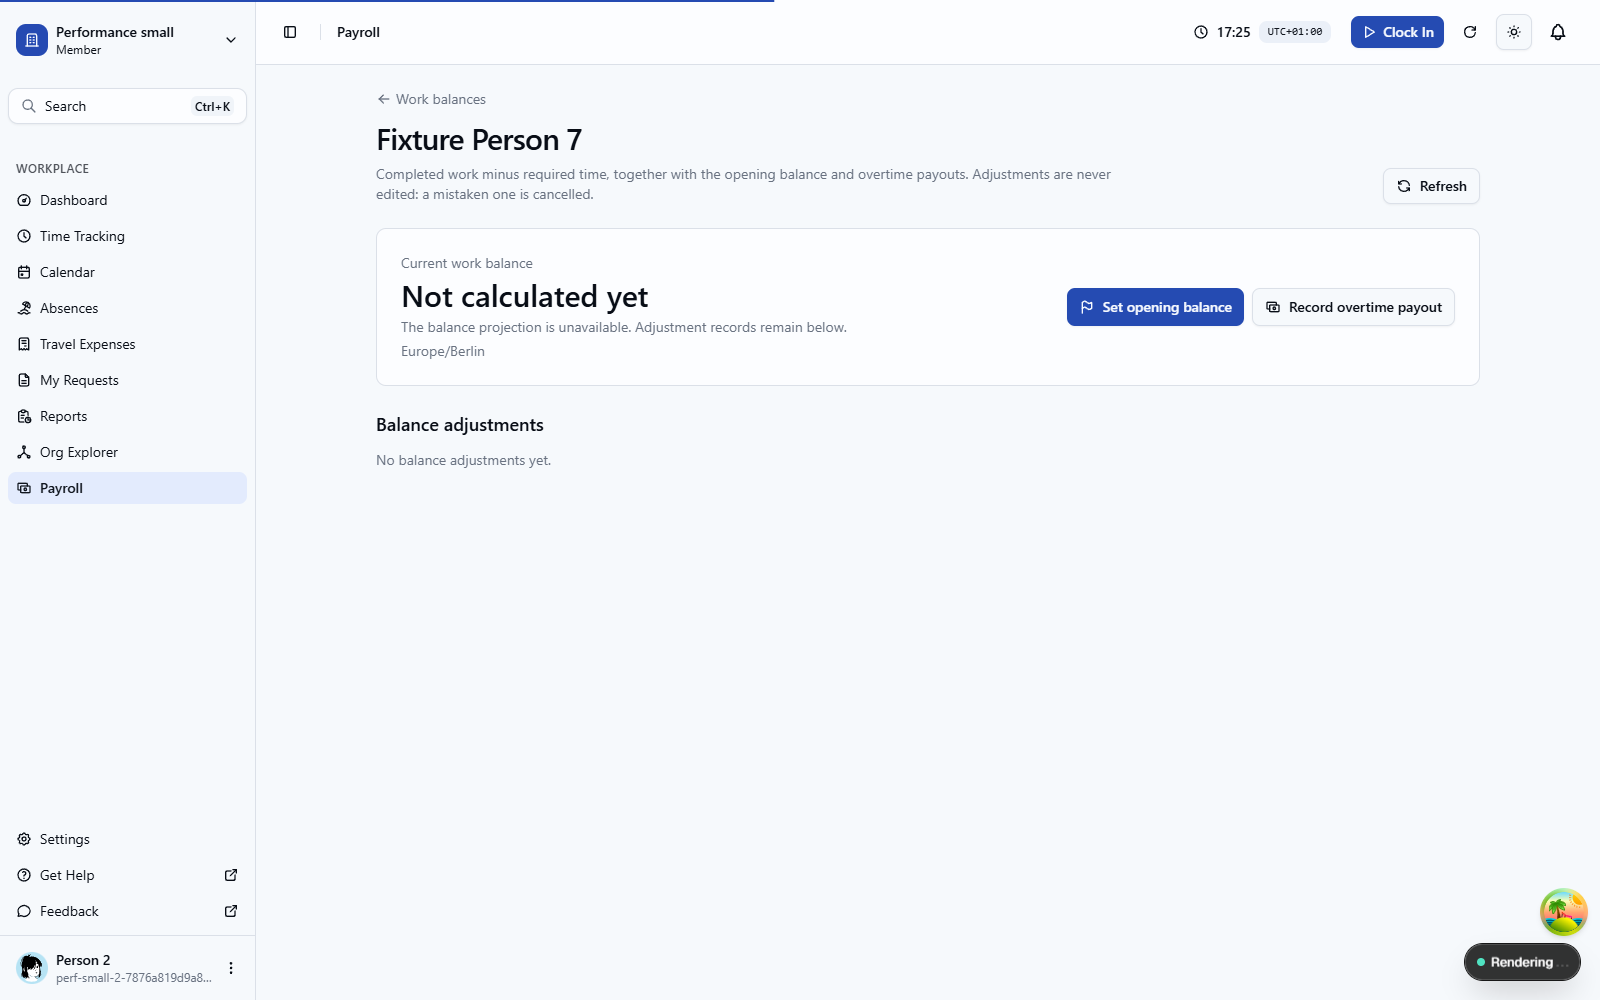 Performance small
Member
Search
Ctrl+K
WORKPLACE
Dashboard
Time Tracking
Calendar
Absences
Travel Expenses
My Requests
Reports
Org Explorer
Payroll
Settings
Get Help
Feedback
Person 2
perf-small-2-7876a819d9a8...
Payroll
17:25
UTC+01:00
Clock In
Work balances
Fixture Person 7
Completed work minus required time, together with the opening balance and overtime payouts. Adjustments are never
edited: a mistaken one is cancelled.
Refresh
Current work balance
Not calculated yet
The balance projection is unavailable. Adjustment records remain below.
Europe/Berlin
Set opening balance
Record overtime payout
Balance adjustments
No balance adjustments yet.
Rendering...